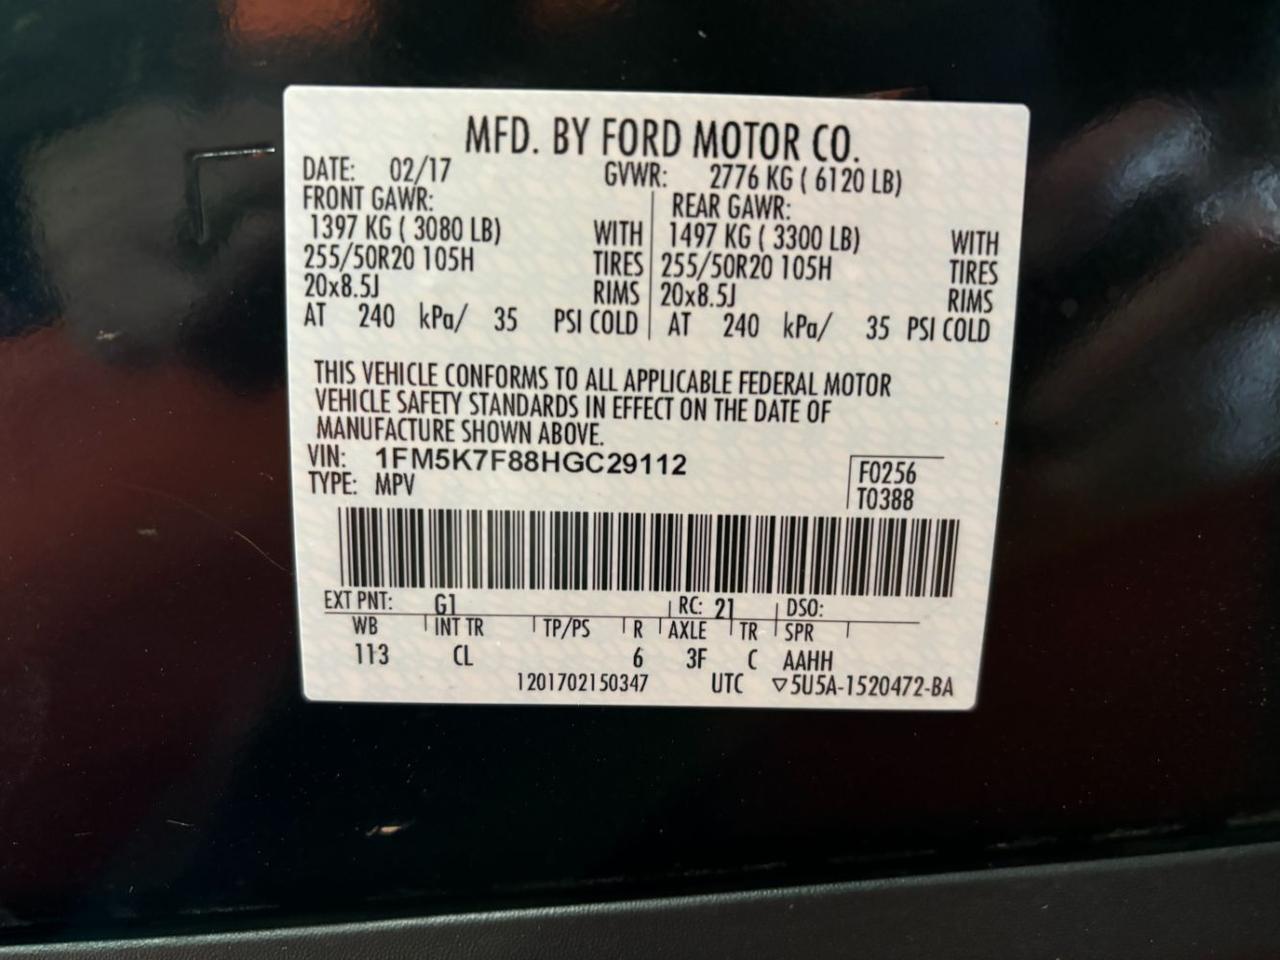 MFD. BY FORD MOTOR CO.
DATE: 02/17 GVWR: 2776 KG ( 6120 LB)
FRONT GAWR: REAR GAWR:
1397 KG ( 3080 LB) WITH 1497 KG ( 3300 LB) WITH
255/50R20 105H TIRES 255/50R20 105H TIRES
20x8.5J RIMS 20x8.5J RIMS
AT 240 kPa/ 35 PSI COLD AT 240 kPa/ 35 PSI COLD
THIS VEHICLE CONFORMS TO ALL APPLICABLE FEDERAL MOTOR
VEHICLE SAFETY STANDARDS IN EFFECT ON THE DATE OF
MANUFACTURE SHOWN ABOVE.
VIN: 1FM5K7F88HGC29112
TYPE: MPV
F0256
T0388
EXT PNT: G1 RC: 21 DSO:
WB INT TR TP/PS R AXLE TR SPR
113 CL 6 3F C AAHH
1201702150347 UTC ▽5U5A-1520472-BA